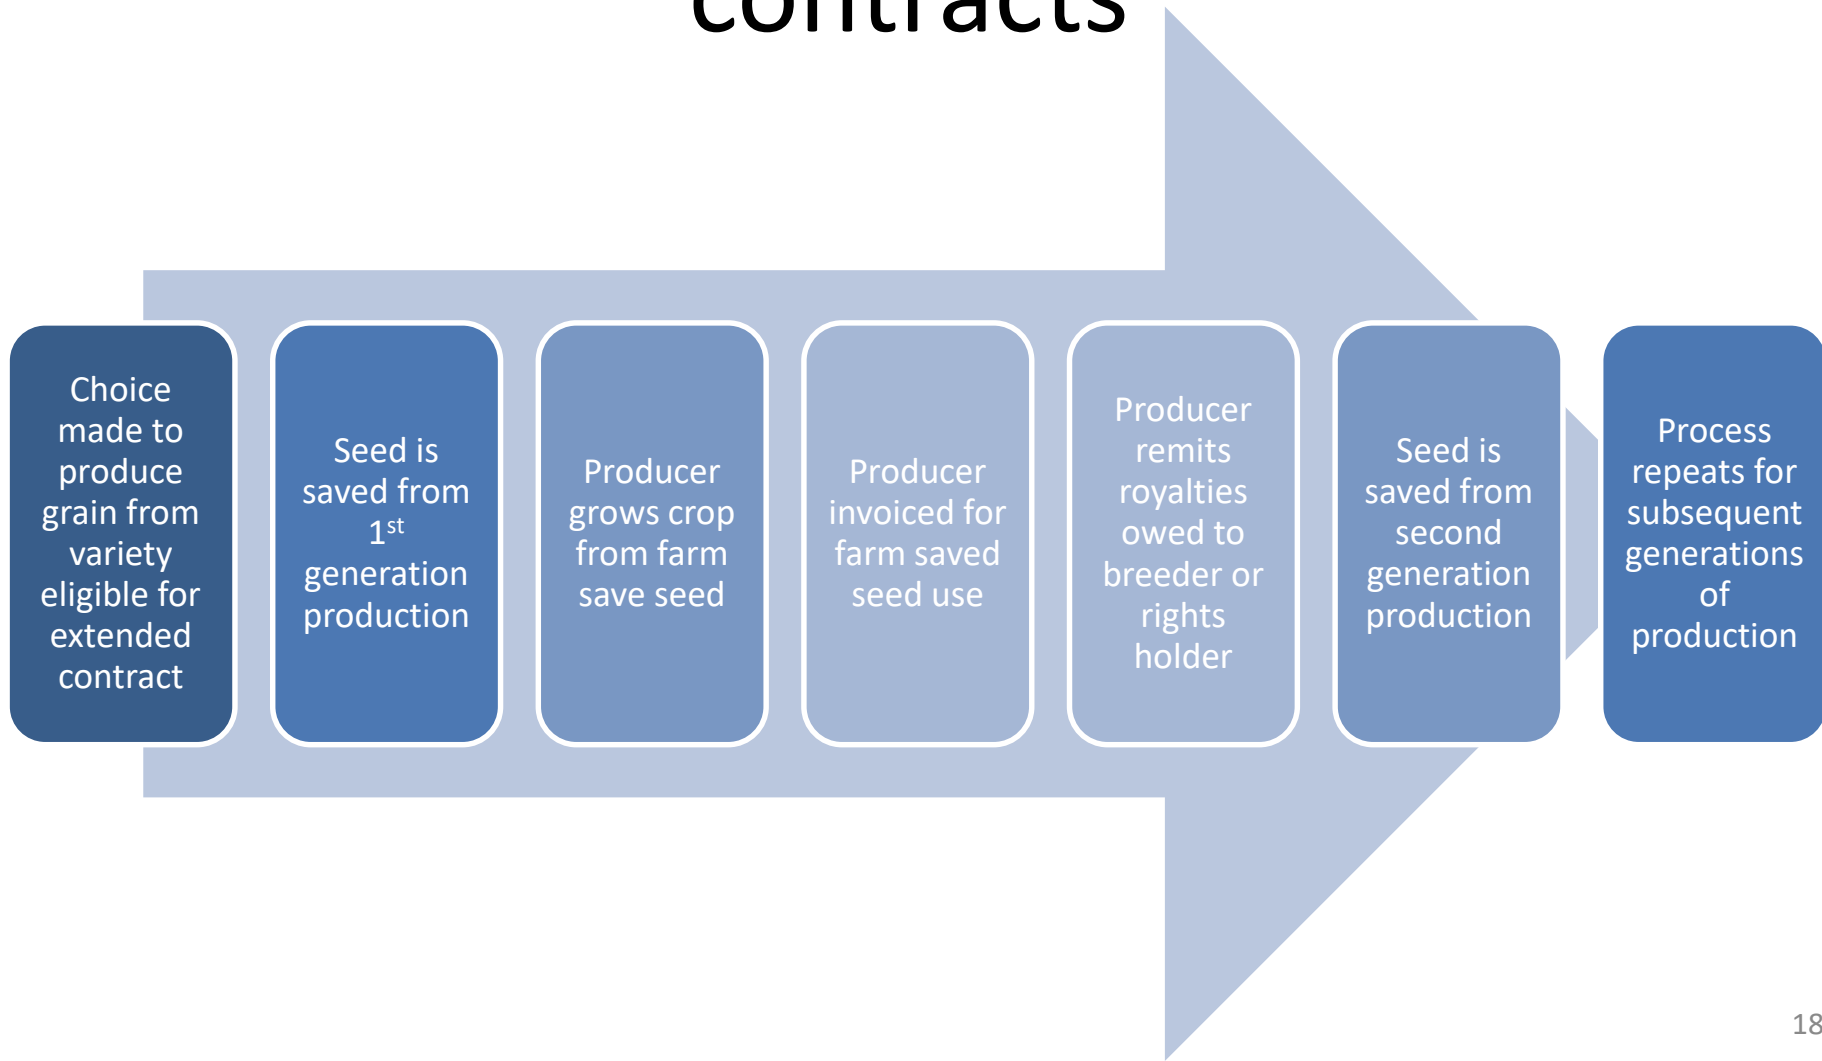 contracts
Choice
made to
produce
grain from
variety
eligible for
extended
contract
Seed is
saved from
1st
generation
production
Producer
grows crop
from farm
save seed
Producer
invoiced for
farm saved
seed use
Producer
remits
royalties
owed to
breeder or
rights
holder
Seed is
saved from
second
generation
production
Process
repeats for
subsequent
generations
of
production
18